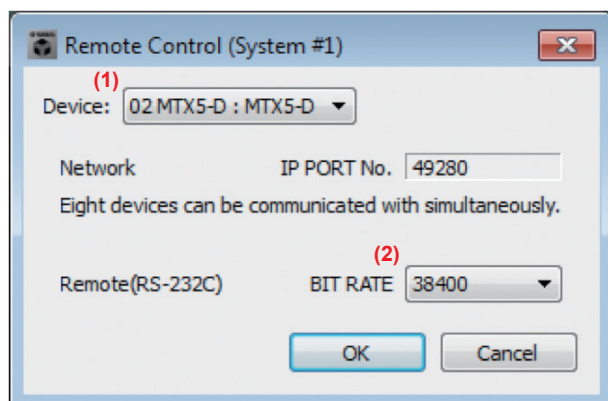 Remote Control (System #1)
(1)
Device: 02 MTX5-D : MTX5-D
Network IP PORT No. 49280
Eight devices can be communicated with simultaneously.
(2)
Remote(RS-232C) BIT RATE 38400
OK Cancel